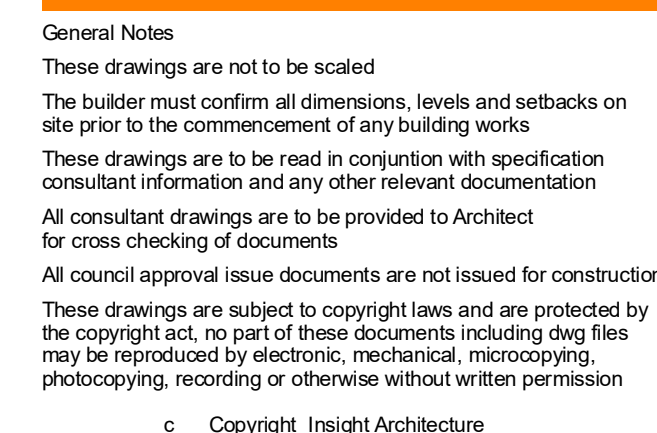 General Notes
These drawings are not to be scaled
The builder must confirm all dimensions, levels and setbacks on
site prior to the commencement of any building works
These drawings are to be read in conjuntion with specification
consultant information and any other relevant documentation
All consultant drawings are to be provided to Architect
for cross checking of documents
All council approval issue documents are not issued for construction
These drawings are subject to copyright laws and are protected by
the copyright act, no part of these documents including dwg files
may be reproduced by electronic, mechanical, microcopying,
photocopying, recording or otherwise without written permission
c Copyright Insight Architecture